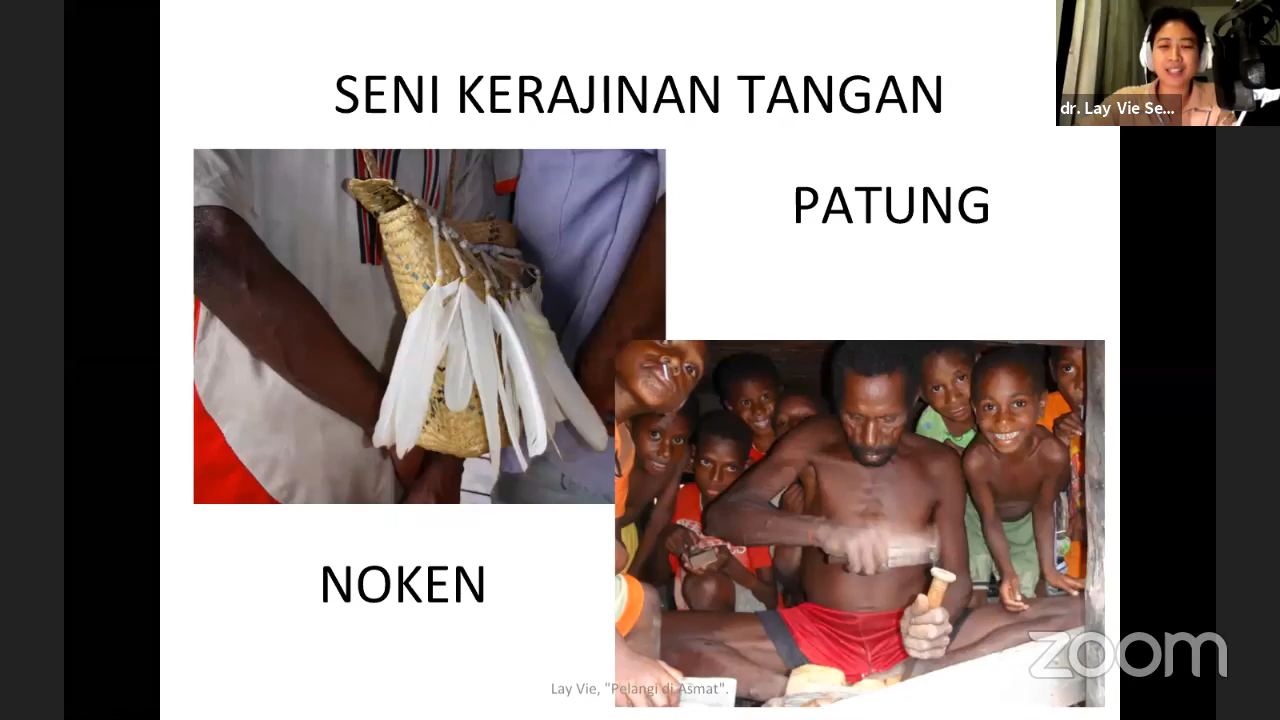 SENI KERAJINAN TANGAN
dr. Lay Vie Se...
PATUNG
NOKEN
zoom
Lay Vie, "Pelangi di Asmat".